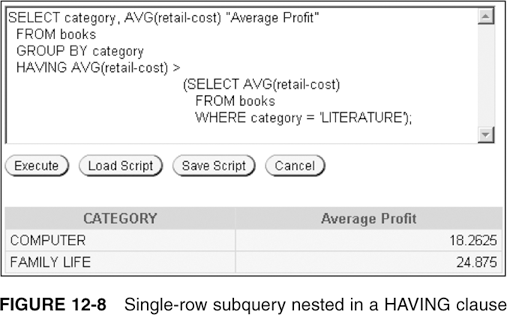 SELECT category, AVG(retail-cost) "Average Profit"
FROM books
GROUP BY category
HAVING AVG(retail-cost) >
(SELECT AVG(retail-cost)
FROM books
WHERE category = 'LITERATURE');
Execute Load Script Save Script Cancel
CATEGORY Average Profit
COMPUTER 18.2625
FAMILY LIFE 24.875
FIGURE 12-8 Single-row subquery nested in a HAVING clause